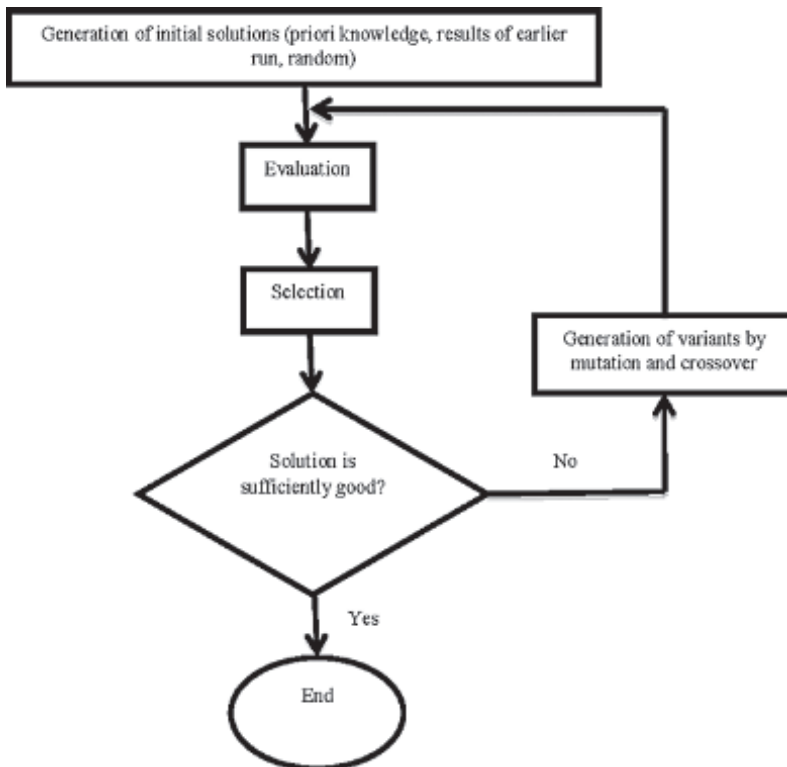 Generation of initial solutions (priori knowledge, results of earlier
run, random)
Evaluation
Selection
Generation of variants by
mutation and crossover
Solution is
sufficiently good?
No
Yes
End